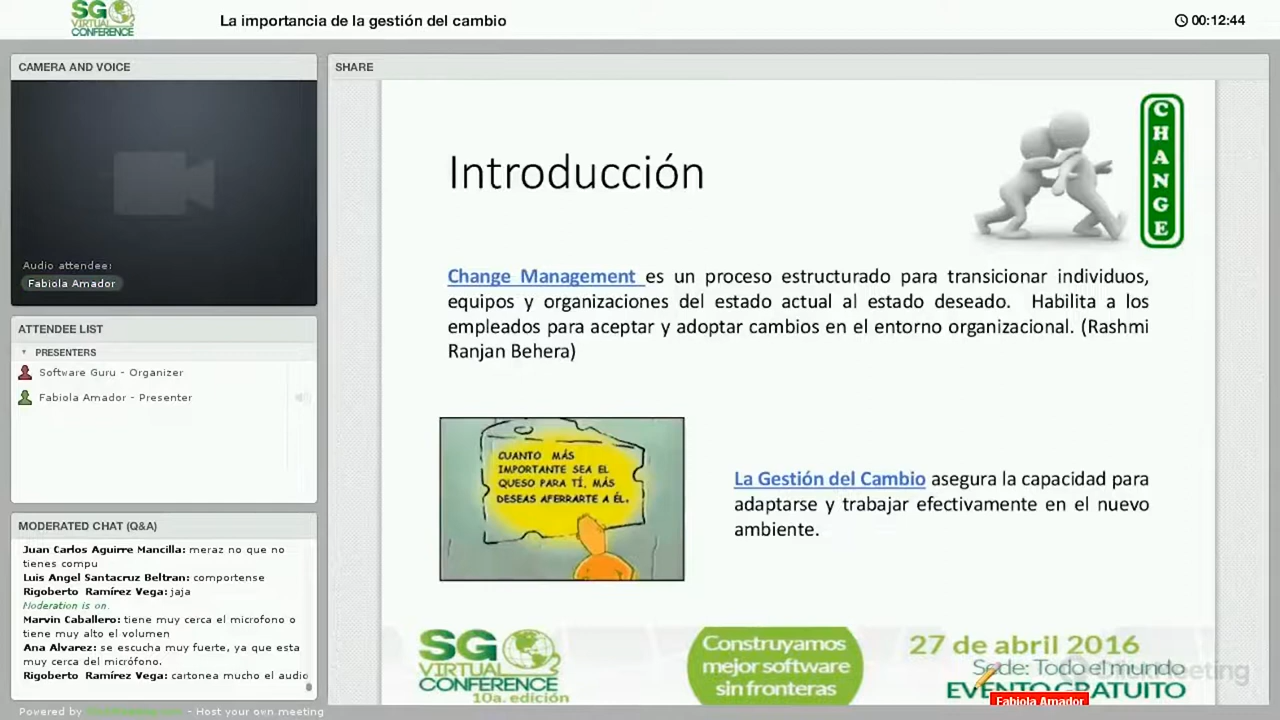 SG
VIRTUAL
CONFERENCE
La importancia de la gestión del cambio
00:12:44
CAMERA AND VOICE
Audio attendee:
Fabiola Amador
ATTENDEE LIST
PRESENTERS
Software Guru - Organizer
Fabiola Amador - Presenter
MODERATED CHAT (Q&A)
Juan Carlos Aguirre Mancilla: meraz no que no
tienes compu
Luis Angel Santacruz Beltran: comportense
Rigoberto Ramírez Vega: jaja
Moderation is on.
Marvin Caballero: tiene muy cerca el microfono o
tiene muy alto el volumen
Ana Alvarez: se escucha muy fuerte, ya que esta
muy cerca del micrófono.
Rigoberto Ramírez Vega: cartonea mucho el audio
Powered by - Host your own meeting
SHARE
Introducción
CHANGE
Change Management es un proceso estructurado para transicionar individuos,
equipos y organizaciones del estado actual al estado deseado. Habilita a los
empleados para aceptar y adoptar cambios en el entorno organizacional. (Rashmi
Ranjan Behera)
CUANTO MÁS
IMPORTANTE SEA EL
QUESO PARA TÍ, MÁS
DESEAS AFERRARTE A ÉL.
La Gestión del Cambio asegura la capacidad para
adaptarse y trabajar efectivamente en el nuevo
ambiente.
SG
VIRTUAL
CONFERENCE
10a. edición
Construyamos
mejor software
sin fronteras
27 de abril 2016
Sede: Todo el mundo
EVENTO GRATUITO
ClickMeeting
Fabiola Amador